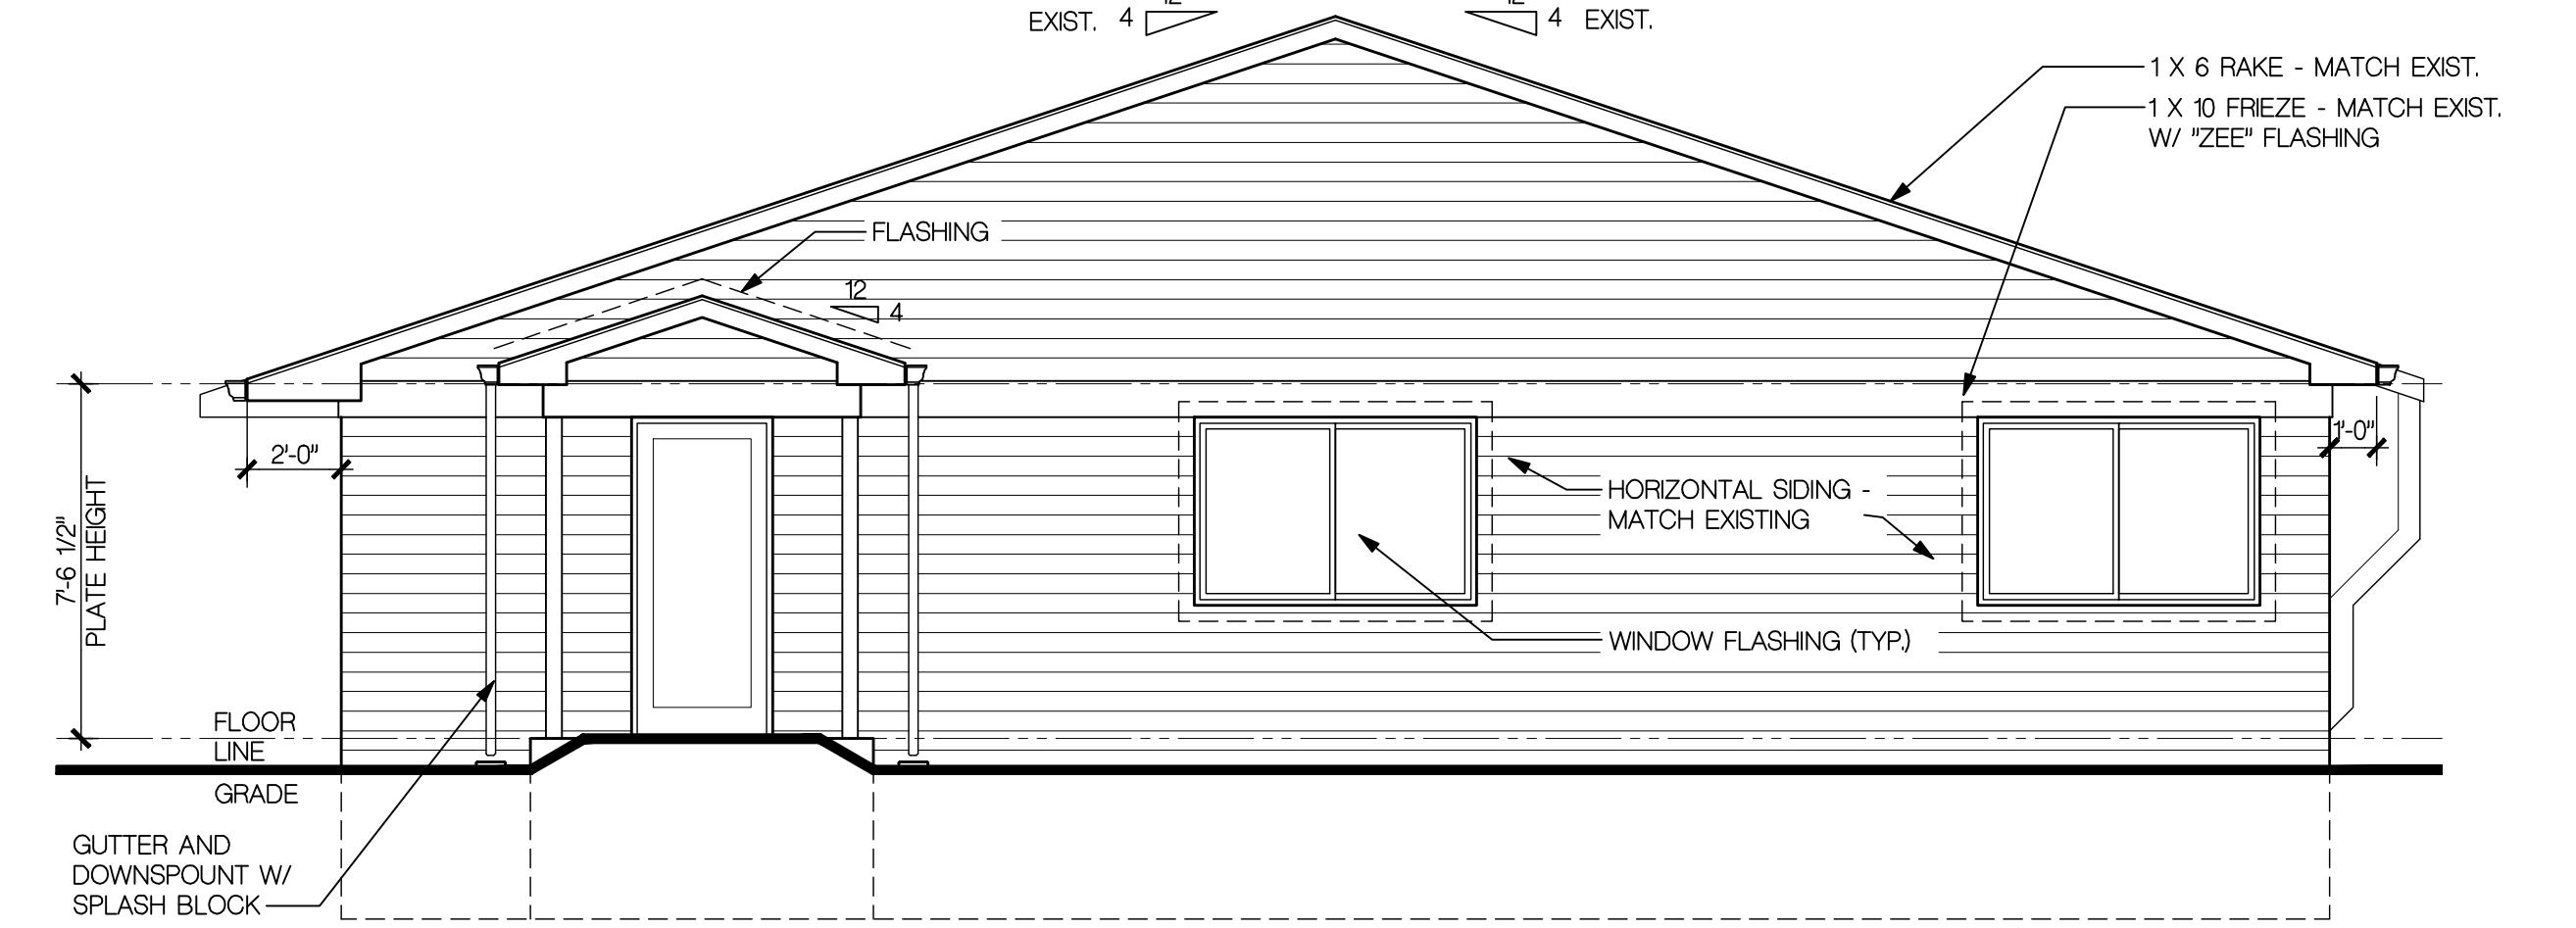 EXIST. 4 12
12 4 EXIST.
1 X 6 RAKE - MATCH EXIST.
1 X 10 FRIEZE - MATCH EXIST.
W/ "ZEE" FLASHING
FLASHING
12
4
2'-0"
1'-0"
7'-6 1/2"
PLATE HEIGHT
HORIZONTAL SIDING -
MATCH EXISTING
WINDOW FLASHING (TYP.)
FLOOR
LINE
GRADE
GUTTER AND
DOWNSPOUNT W/
SPLASH BLOCK